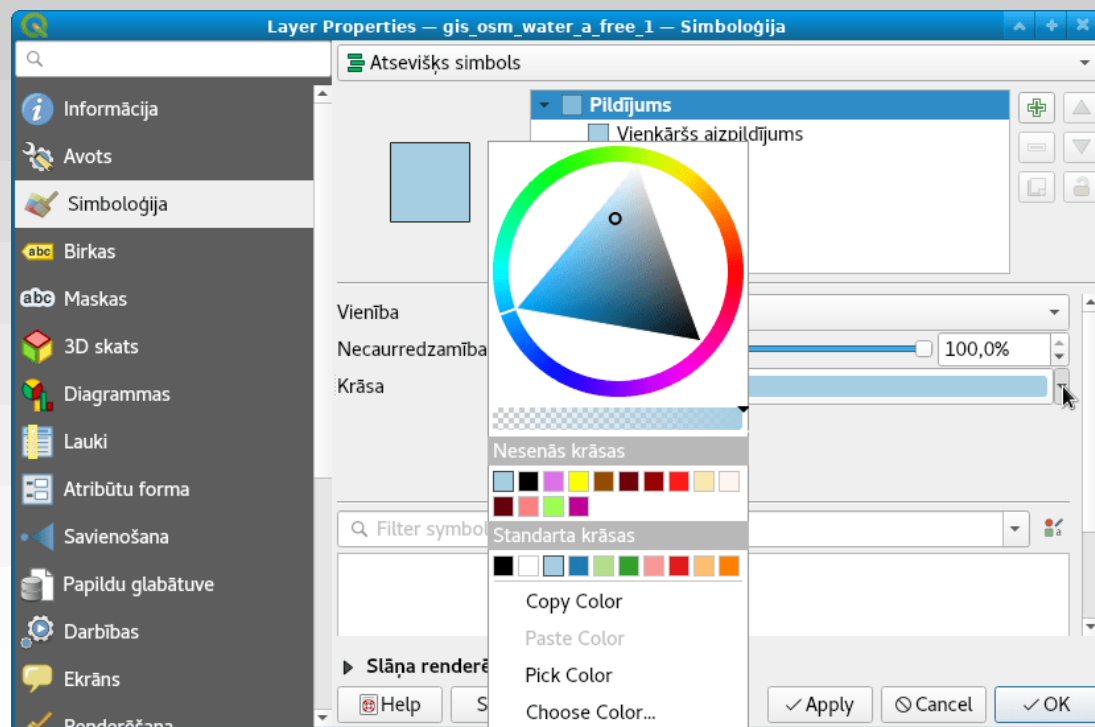 Layer Properties — gis_osm_water_a_free_1 — Simboloģija
Atsevišķs simbols
Informācija
Avots
Simboloģija
abc Birkas
abc Maskas
3D skats
Diagrammas
Lauki
Atribūtu forma
Savienošana
Papildu glabātuve
Darbības
Ekrāns
Renderēšana
Pildījums
Vienkāršs aizpildījums
Vienība
Necaurredzamība
100,0%
Krāsa
Nesenās krāsas
Filter symbol
a
Standarta krāsas
Copy Color
Paste Color
Pick Color
Choose Color...
Slāņa renderē
Help
S
Apply
Cancel
OK